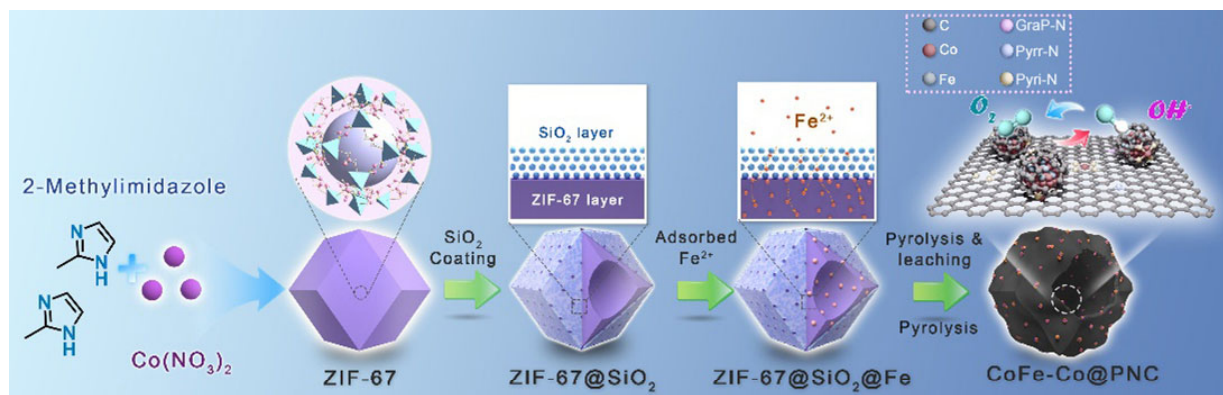 C
GraP-N
Co
Pyrr-N
Fe
Pyri-N
O₂
OH⁻
SiO₂ layer
ZIF-67 layer
Fe²⁺
2-Methylimidazole
N
N
H
N
N
H
Co(NO₃)₂
SiO₂
Coating
Adsorbed
Fe²⁺
Pyrolysis &
leaching
Pyrolysis
ZIF-67
ZIF-67@SiO₂
ZIF-67@SiO₂@Fe
CoFe-Co@PNC